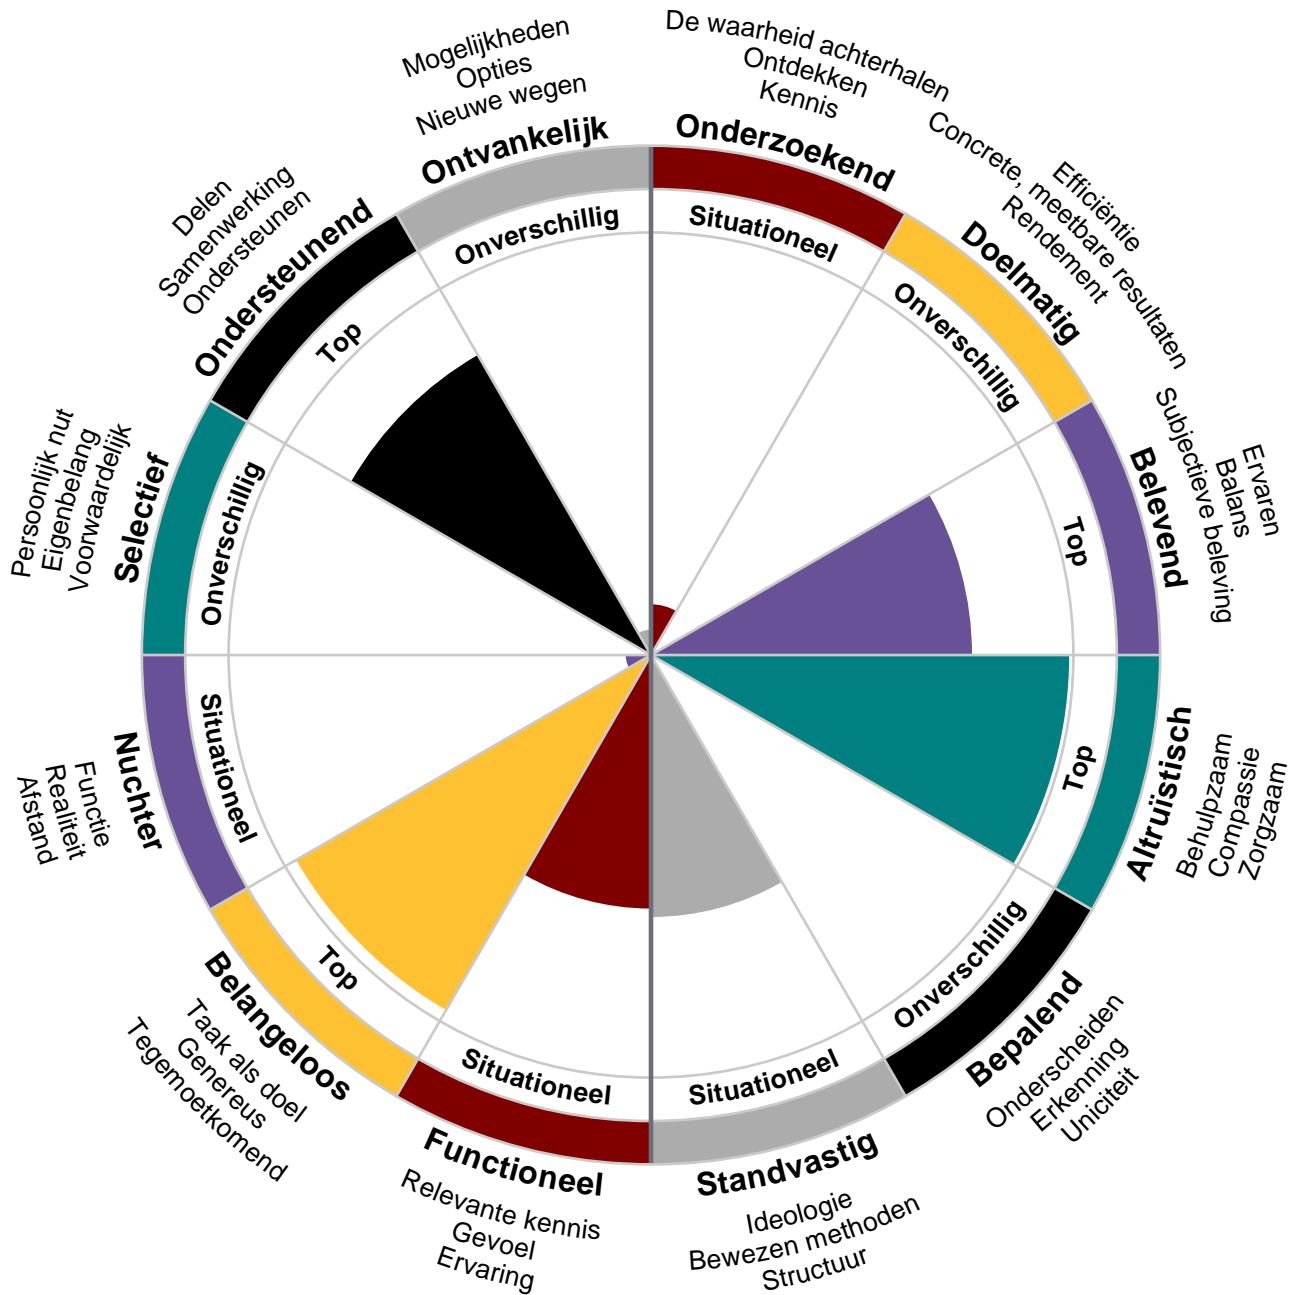 De waarheid achterhalen
Ontdekken
Kennis
Onderzoekend
Situationeel
Efficiëntie
Concrete, meetbare resultaten
Rendement
Doelmatig
Onverschillig
Ervaren
Balans
Subjectieve beleving
Belevend
Top
Altruïstisch
Top
Behulpzaam
Compassie
Zorgzaam
Bepalend
Onverschillig
Onderscheiden
Erkenning
Uniciteit
Standvastig
Situationeel
Ideologie
Bewezen methoden
Structuur
Functioneel
Situationeel
Relevante kennis
Gevoel
Ervaring
Belangeloos
Top
Taak als doel
Genereus
Tegemoetkomend
Nuchter
Situationeel
Functie
Realiteit
Afstand
Persoonlijk nut
Eigenbelang
Voorwaardelijk
Selectief
Onverschillig
Delen
Samenwerking
Ondersteunen
Ondersteunend
Top
Mogelijkheden
Opties
Nieuwe wegen
Ontvankelijk
Onverschillig